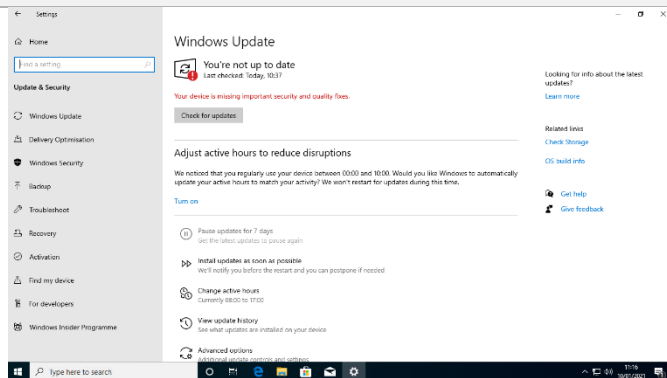 Settings
Home
Find a setting
Update & Security
Windows Update
Delivery Optimisation
Windows Security
Backup
Troubleshoot
Recovery
Activation
Find my device
For developers
Windows Insider Programme
Windows Update
You're not up to date
Last checked: Today, 10:37
Your device is missing important security and quality fixes.
Check for updates
Adjust active hours to reduce disruptions
We noticed that you regularly use your device between 00:00 and 10:00. Would you like Windows to automatically
update your active hours to match your activity? We won't restart for updates during this time.
Turn on
Pause updates for 7 days
Get the latest updates to pause again
Install updates as soon as possible
We'll notify you before the restart and you can postpone if needed
Change active hours
Currently 08:00 to 17:00
View update history
See what updates are installed on your device
Advanced options
Additional update controls and settings
Looking for info about the latest
updates?
Learn more
Related links
Check Storage
OS build info
Get help
Give feedback
Type here to search
11:16
10/01/2021